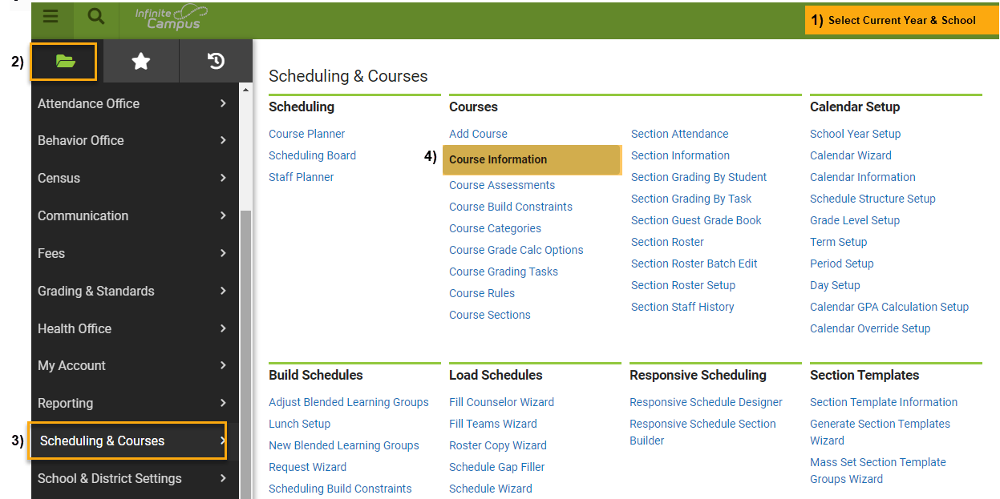 Infinite
Campus
1) Select Current Year & School
2)
Attendance Office
Behavior Office
Census
Communication
Fees
Grading & Standards
Health Office
My Account
Reporting
3) Scheduling & Courses
School & District Settings
Scheduling & Courses
Scheduling
Course Planner
Scheduling Board
Staff Planner
Courses
Add Course
4) Course Information
Course Assessments
Course Build Constraints
Course Categories
Course Grade Calc Options
Course Grading Tasks
Course Rules
Course Sections
Section Attendance
Section Information
Section Grading By Student
Section Grading By Task
Section Guest Grade Book
Section Roster
Section Roster Batch Edit
Section Roster Setup
Section Staff History
Calendar Setup
School Year Setup
Calendar Wizard
Calendar Information
Schedule Structure Setup
Grade Level Setup
Term Setup
Period Setup
Day Setup
Calendar GPA Calculation Setup
Calendar Override Setup
Build Schedules
Adjust Blended Learning Groups
Lunch Setup
New Blended Learning Groups
Request Wizard
Scheduling Build Constraints
Load Schedules
Fill Counselor Wizard
Fill Teams Wizard
Roster Copy Wizard
Schedule Gap Filler
Schedule Wizard
Responsive Scheduling
Responsive Schedule Designer
Responsive Schedule Section
Builder
Section Templates
Section Template Information
Generate Section Templates
Wizard
Mass Set Section Template
Groups Wizard